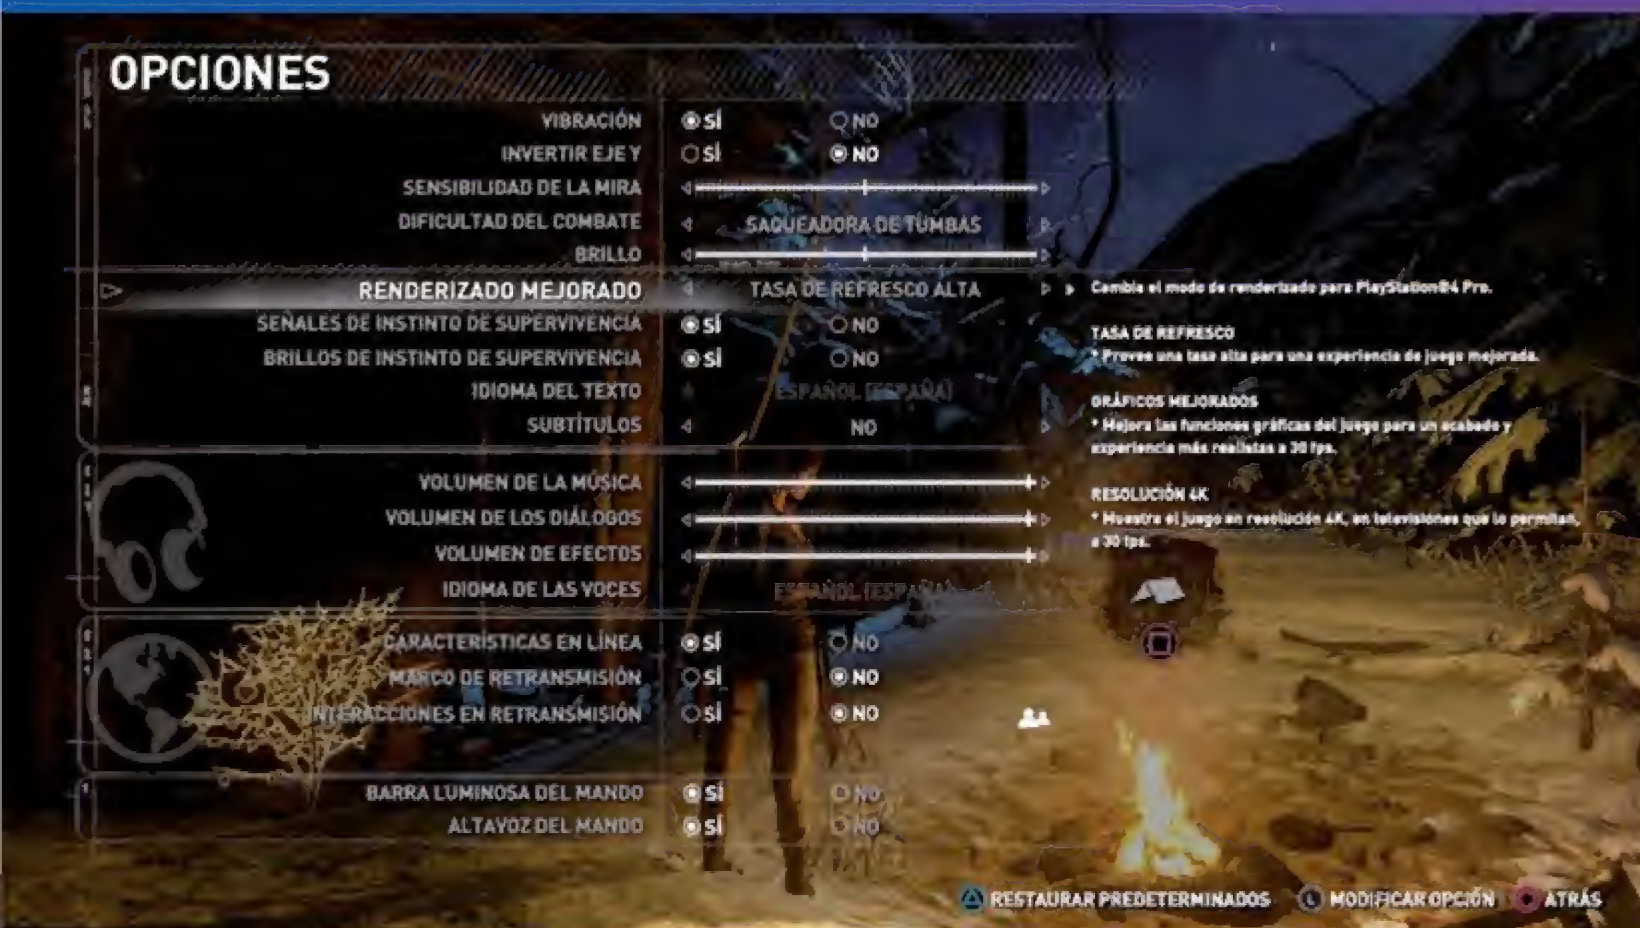 OPCIONES
VIBRACIÓN SÍ NO
INVERTIR EJE Y SÍ NO
SENSIBILIDAD DE LA MIRA
DIFICULTAD DEL COMBATE SAQUEADORA DE TUMBAS
BRILLO
RENDERIZADO MEJORADO TASA DE REFRESCO ALTA
SEÑALES DE INSTINTO DE SUPERVIVENCIA SÍ NO
BRILLOS DE INSTINTO DE SUPERVIVENCIA SÍ NO
IDIOMA DEL TEXTO ESPAÑOL (ESPAÑA)
SUBTÍTULOS NO
VOLUMEN DE LA MÚSICA
VOLUMEN DE LOS DIÁLOGOS
VOLUMEN DE EFECTOS
IDIOMA DE LAS VOCES ESPAÑOL (ESPAÑA)
CARACTERÍSTICAS EN LÍNEA SÍ NO
MARCO DE RETRANSMISIÓN SÍ NO
INTERACCIONES EN RETRANSMISIÓN SÍ NO
BARRA LUMINOSA DEL MANDO SÍ NO
ALTAVOZ DEL MANDO SÍ NO
Cambia el modo de renderizado para PlayStation®4 Pro.
TASA DE REFRESCO
* Provee una tasa alta para una experiencia de juego mejorada.
GRÁFICOS MEJORADOS
* Mejora las funciones gráficas del juego para un acabado y
experiencia más realistas a 30 fps.
RESOLUCIÓN 4K
* Muestra el juego en resolución 4K, en televisiones que lo permitan,
a 30 fps.
RESTAURAR PREDETERMINADOS L MODIFICAR OPCIÓN ATRÁS